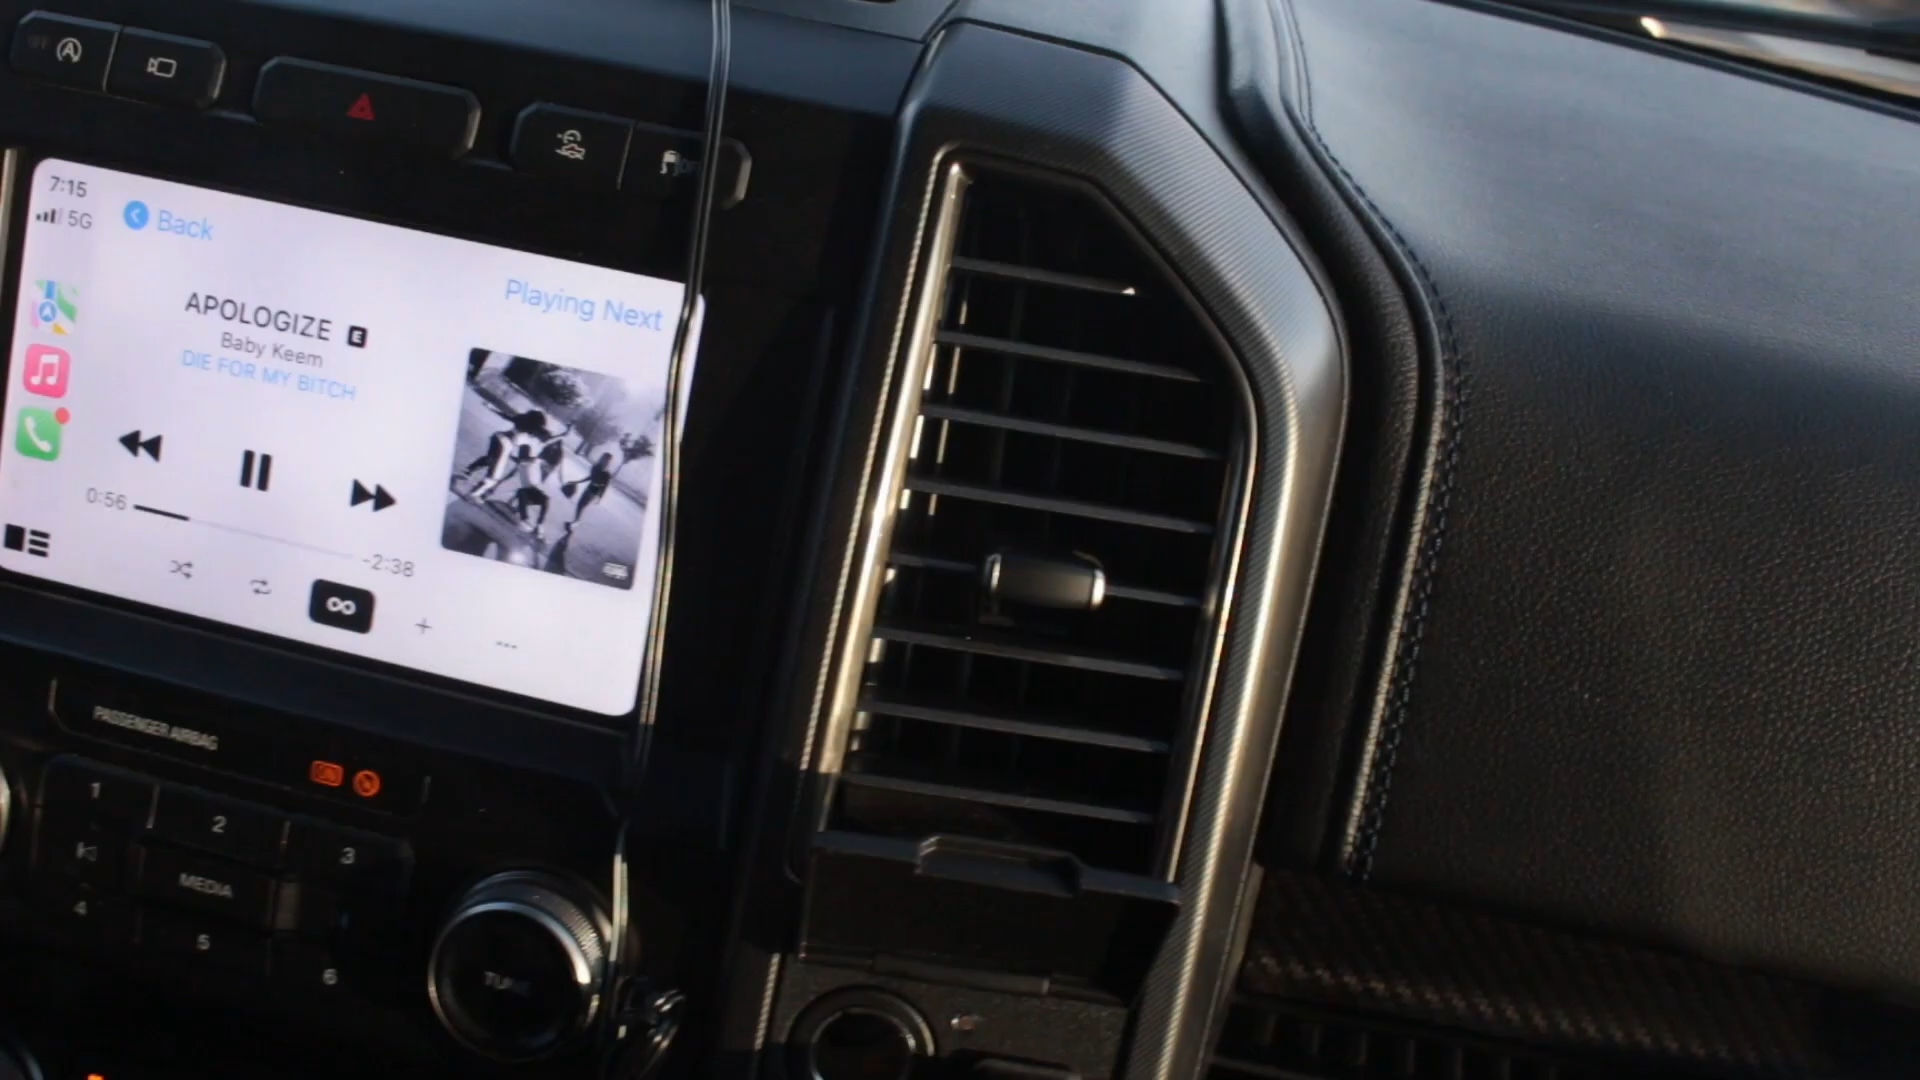 7:15
5G
Back
Playing Next
APOLOGIZE E
Baby Keem
DIE FOR MY BITCH
0:56
-2:38
PASSENGER AIRBAG
1
2
3
MEDIA
4
5
6
TUNE